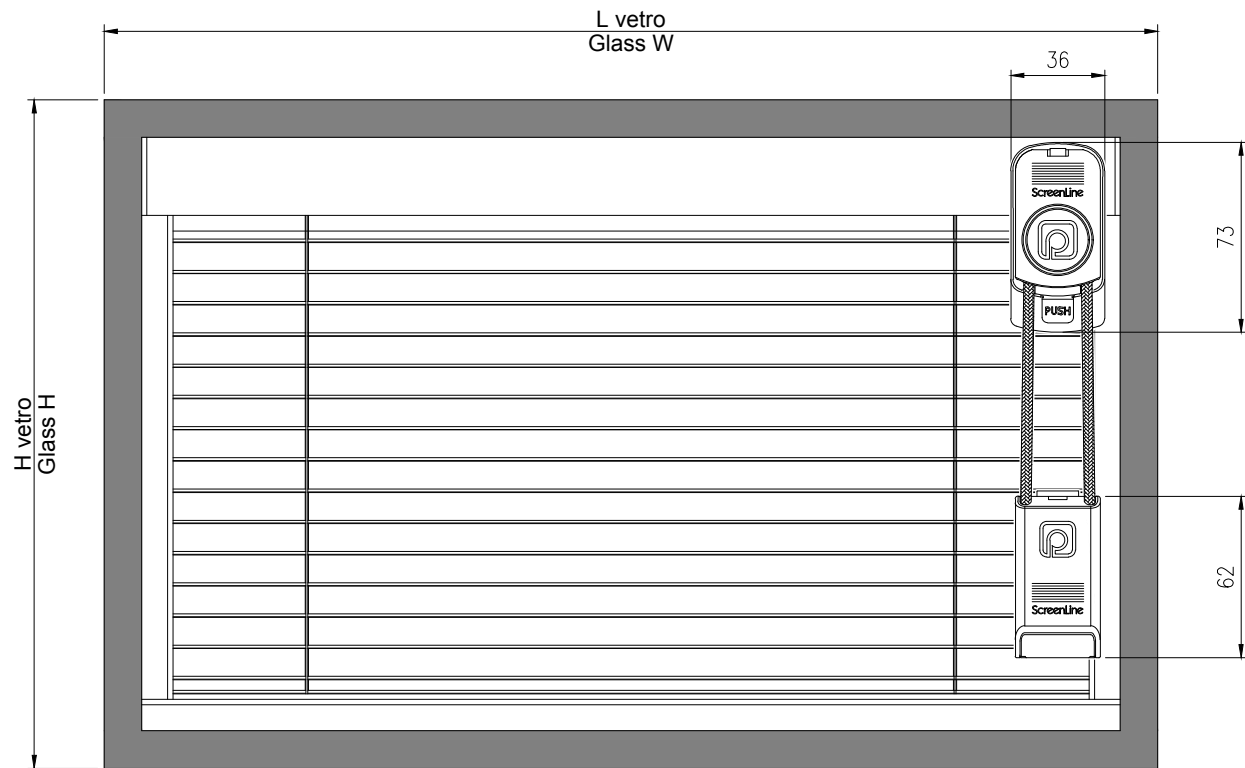 L vetro
Glass W
36
ScreenLine
PUSH
73
H vetro
Glass H
62
ScreenLine